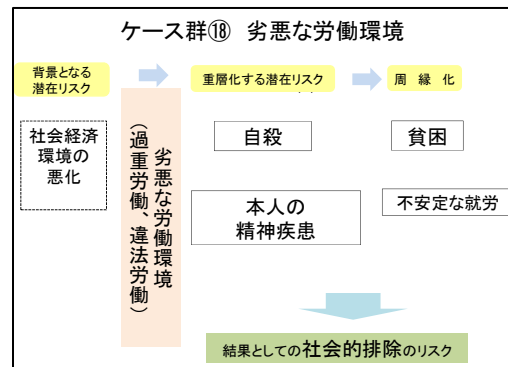 ケース群⑱ 劣悪な労働環境
背景となる
潜在リスク
重層化する潜在リスク
周 縁 化
社会経済
環境の
悪化
劣悪な労働環境
（過重労働、違法労働）
自殺
本人の
精神疾患
貧困
不安定な就労
結果としての社会的排除のリスク